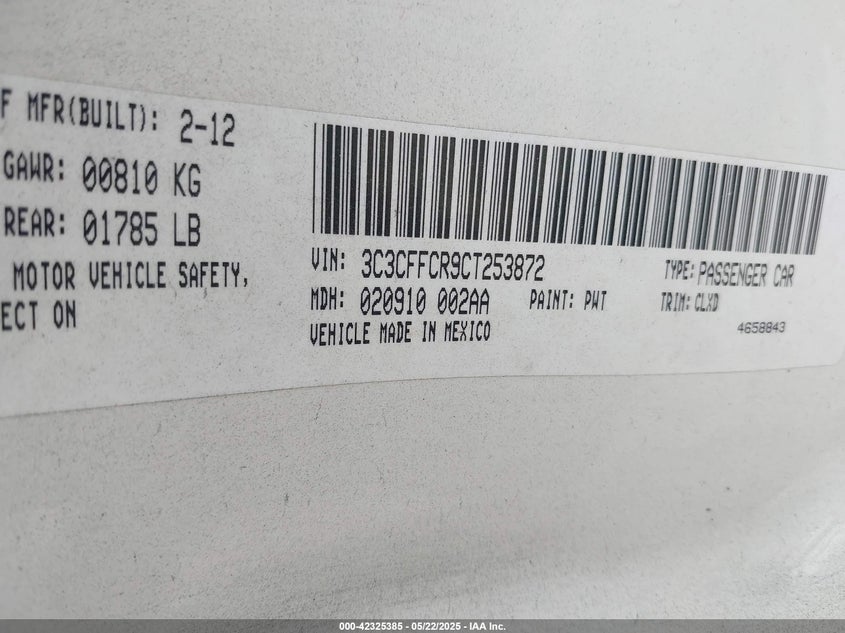 F MFR(BUILT): 2-12
GAWR: 00810 KG
REAR: 01785 LB
MOTOR VEHICLE SAFETY,
ECT ON
VIN: 3C3CFFCR9CT253872
TYPE: PASSENGER CAR
MDH: 020910 002AA
PAINT: PWT
TRIM: CLXD
VEHICLE MADE IN MEXICO
4658843
000-42325385 - 05/22/2025 - IAA Inc.